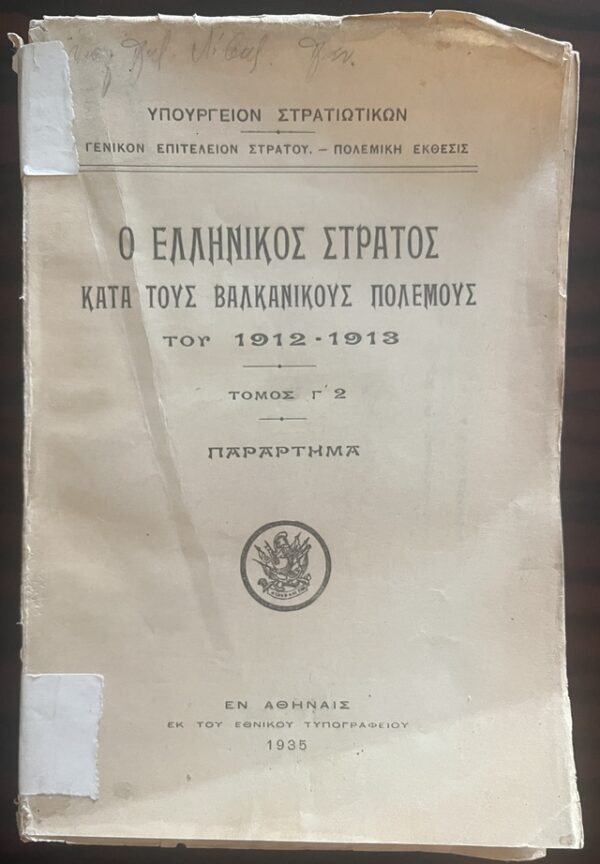 ΥΠΟΥΡΓΕΙΟΝ ΣΤΡΑΤΙΩΤΙΚΩΝ
ΓΕΝΙΚΟΝ ΕΠΙΤΕΛΕΙΟΝ ΣΤΡΑΤΟΥ. – ΠΟΛΕΜΙΚΗ ΕΚΘΕΣΙΣ
Ο ΕΛΛΗΝΙΚΟΣ ΣΤΡΑΤΟΣ
ΚΑΤΑ ΤΟΥΣ ΒΑΛΚΑΝΙΚΟΥΣ ΠΟΛΕΜΟΥΣ
ΤΟΥ 1912 - 1913
ΤΟΜΟΣ Γ΄ 2
ΠΑΡΑΡΤΗΜΑ
ΕΝ ΑΘΗΝΑΙΣ
ΕΚ ΤΟΥ ΕΘΝΙΚΟΥ ΤΥΠΟΓΡΑΦΕΙΟΥ
1935